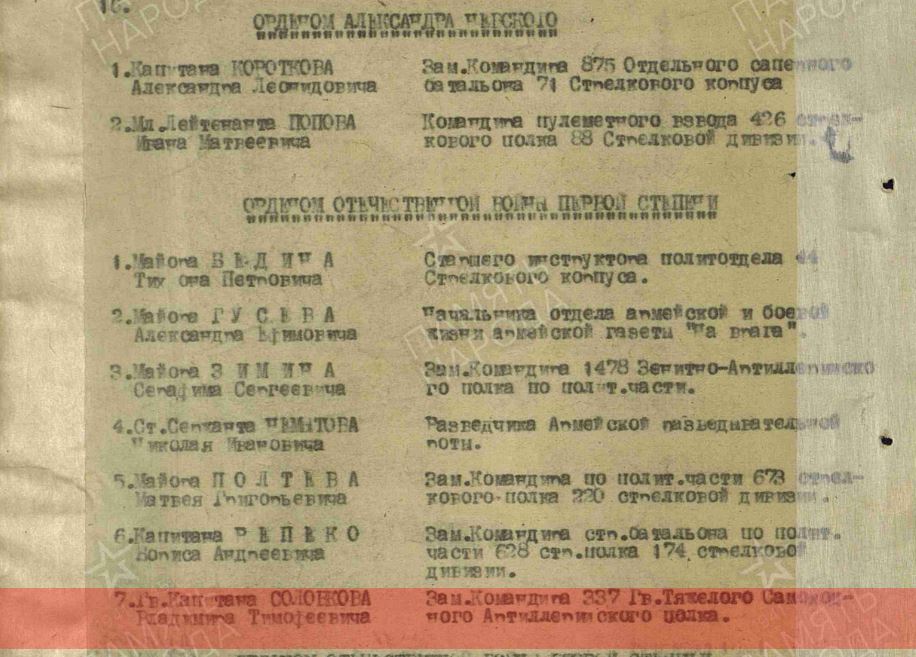 16.
ОРДЕНОМ АЛЕКСАНДРА НЕВСКОГО
1.Капитана КОРОТКОВА Зам.Командира 875 Отдельного саперного
Александра Леонидовича батальона 71 Стрелкового корпуса
2.Мл.Лейтенанта ПОПОВА Командира пулеметного взвода 426 стрел-
Ивана Матвеевича кового полка 88 Стрелковой дивизии.
ОРДЕНОМ ОТЕЧЕСТВЕННОЙ ВОЙНЫ ПЕРВОЙ СТЕПЕНИ
1.Майора Б Е Д И Н А Старшего инструктора политотдела 44
Тихона Петровича Стрелкового корпуса.
2.Майора Г У С Е В А Начальника отдела армейской и боевой
Александра Ефимовича жизни армейской газеты "На врага".
3.Майора З И М И Н А Зам.Командира 1478 Зенитно-Артиллерийско
Серафима Сергеевича го полка по полит.части.
4.Ст.Сержанта НЕМАТОВА Разведчика Армейской разведывательной
Николая Ивановича роты.
5.Майора П О Л Т Е В А Зам.Командира по полит.части 673 стрел-
Матвея Григорьевича кового полка 220 стрелковой дивизии.
6.Капитана Р Е П Е К О Зам.Командира стр.батальона по полит.
Бориса Андреевича части 628 стр.полка 174 стрелковой
дивизии.
7.Гв.Капитана СОЛОВКОВА Зам.Командира 337 Гв.Тяжелого Самоход-
Владимира Тимофеевича ного Артиллерийского полка.
ПАМЯТЬ НАРОДА